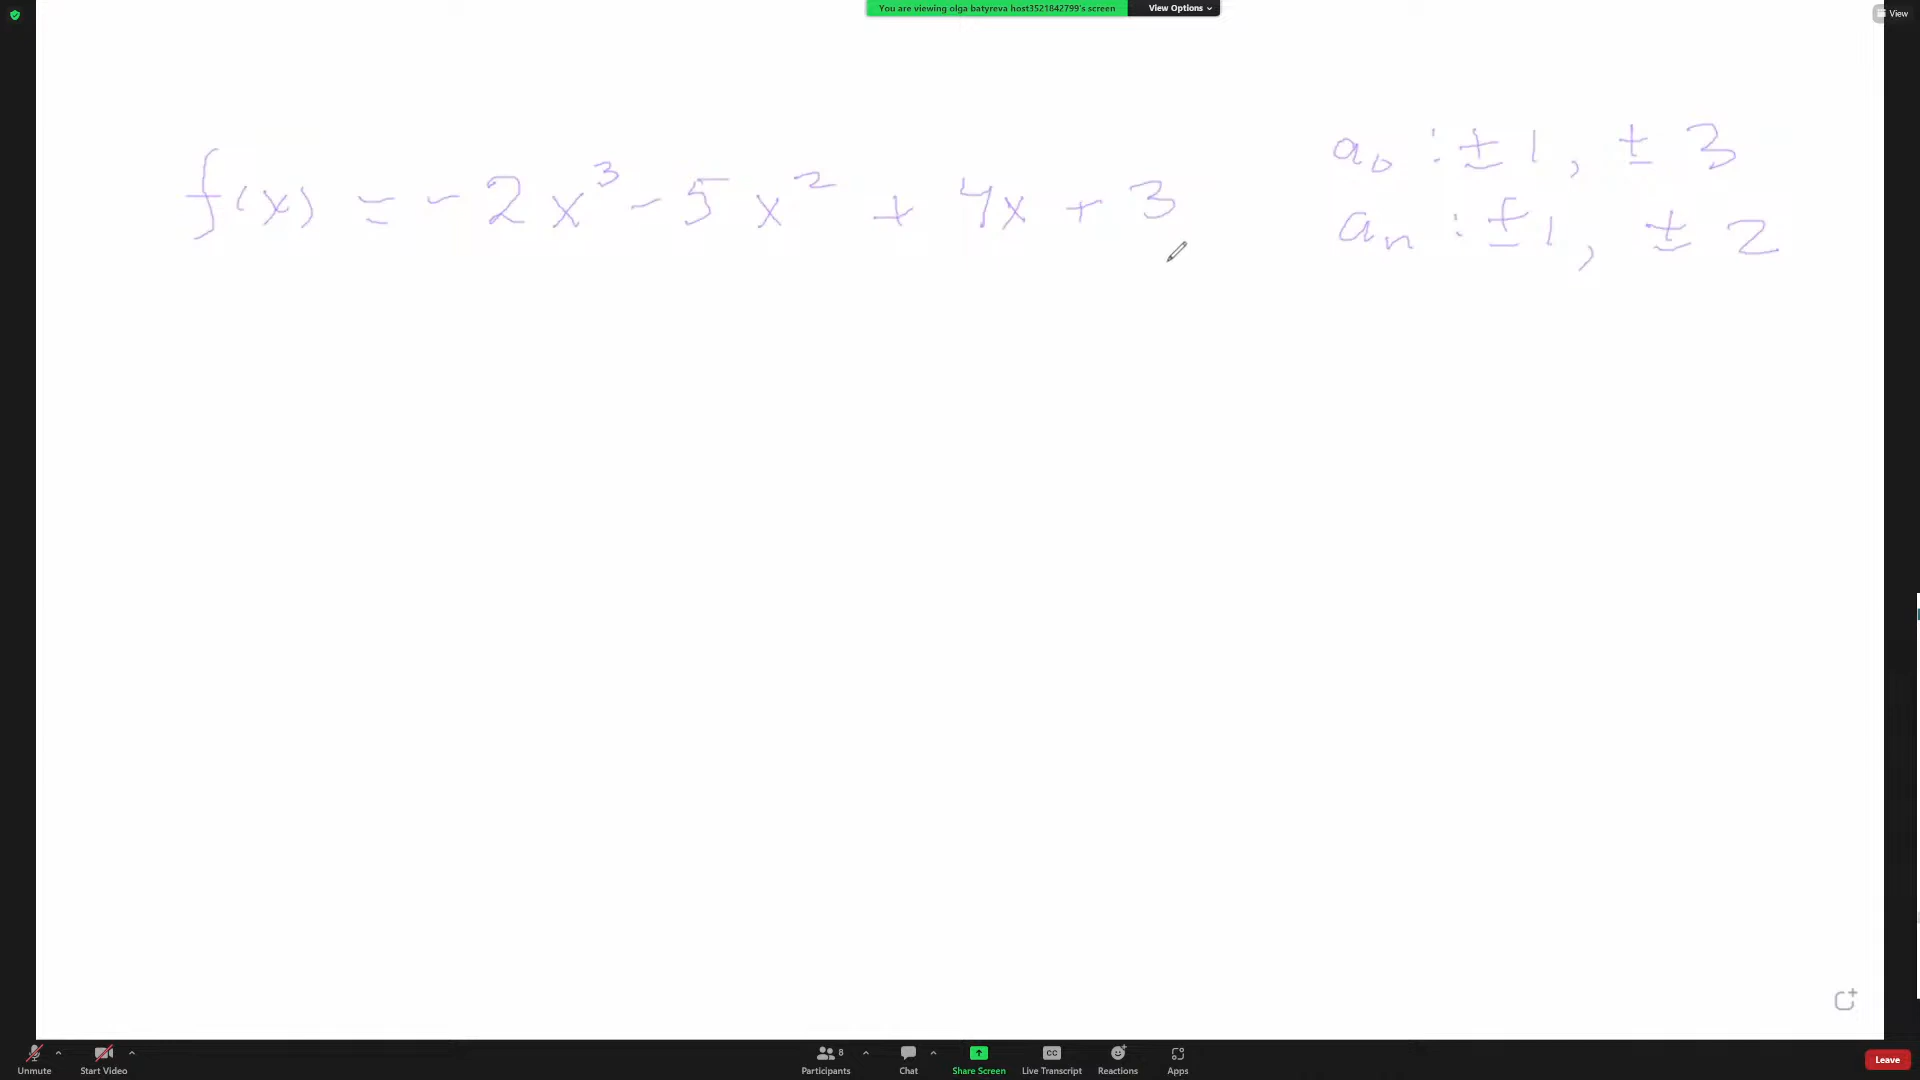 You are viewing olga batyreva host3521842799's screen View Options
View
f(x) = -2x³ - 5x² + 4x + 3
a₀ : ± 1, ± 3
aₙ : ± 1, ± 2
Unmute Start Video Participants 8 Chat Share Screen CC Live Transcript Reactions Apps Leave